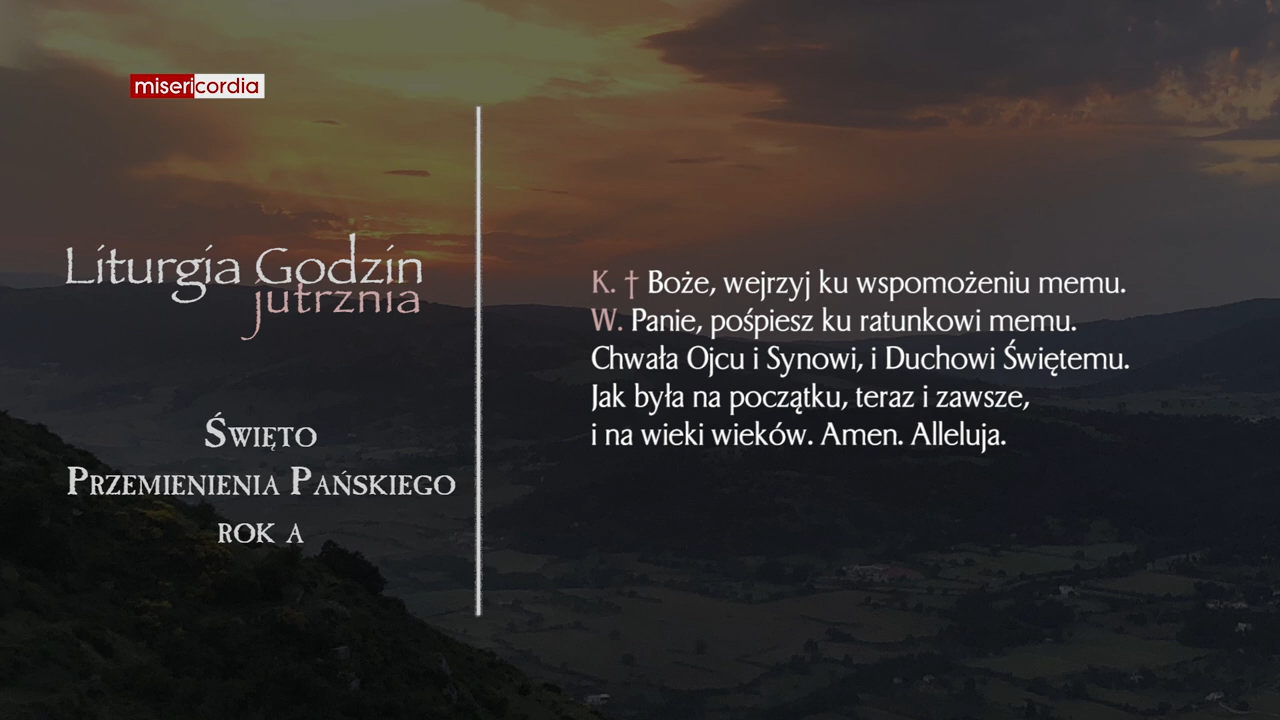 misericordia
Liturgia Godzin
jutrznia
Święto
Przemienienia Pańskiego
rok a
K. † Boże, wejrzyj ku wspomożeniu memu.
W. Panie, pośpiesz ku ratunkowi memu.
Chwała Ojcu i Synowi, i Duchowi Świętemu.
Jak była na początku, teraz i zawsze,
i na wieki wieków. Amen. Alleluja.